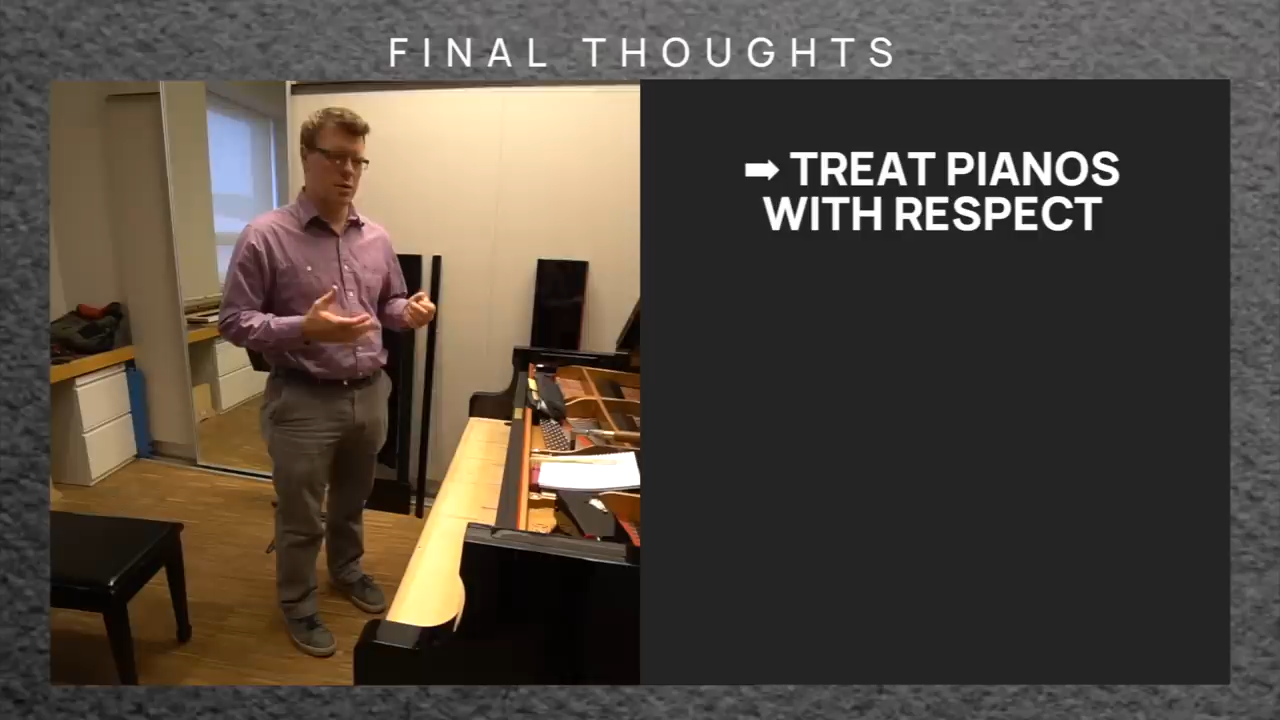 FINAL THOUGHTS
➡ TREAT PIANOS
WITH RESPECT